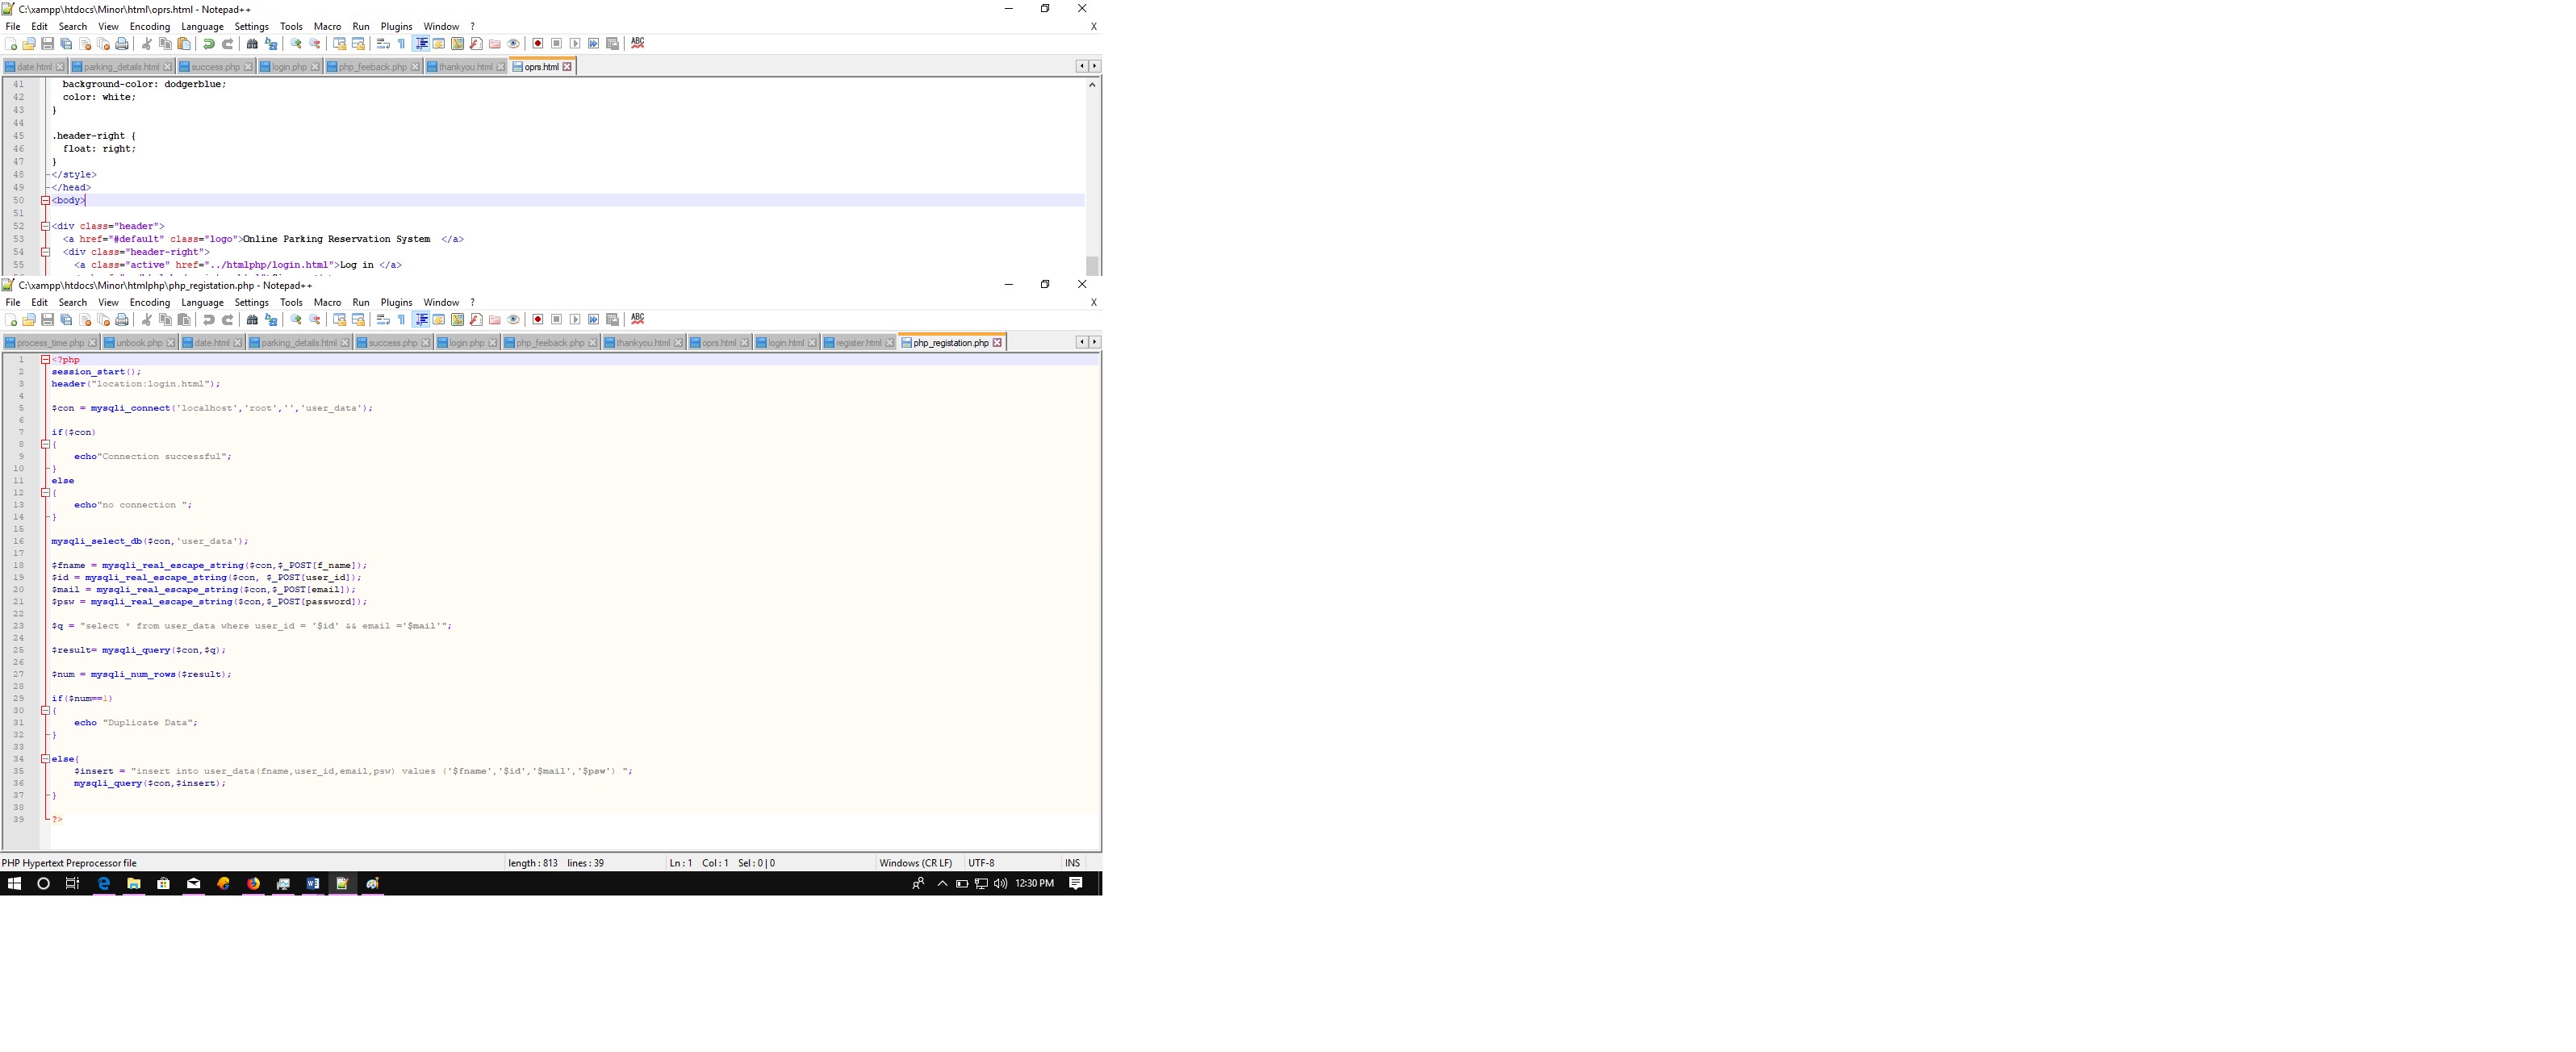 C:\xampp\htdocs\Minor\html\oprs.html - Notepad++
File Edit Search View Encoding Language Settings Tools Macro Run Plugins Window ? X
date.html parking_details.html success.php login.php php_feeback.php thankyou.html oprs.html
41 background-color: dodgerblue;
42 color: white;
43 }
44
45 .header-right {
46 float: right;
47 }
48 </style>
49 </head>
50 <body>
51
52 <div class="header">
53 <a href="#default" class="logo">Online Parking Reservation System </a>
54 <div class="header-right">
55 <a class="active" href="../htmlphp/login.html">Log in </a>
C:\xampp\htdocs\Minor\htmlphp\php_registation.php - Notepad++
File Edit Search View Encoding Language Settings Tools Macro Run Plugins Window ? X
process_time.php unbook.php date.html parking_details.html success.php login.php php_feeback.php thankyou.html oprs.html login.html register.html php_registation.php
1 <?php
2 session_start();
3 header("location:login.html");
4
5 $con = mysqli_connect('localhost','root','','user_data');
6
7 if($con)
8 {
9 echo"Connection successful";
10 }
11 else
12 {
13 echo"no connection ";
14 }
15
16 mysqli_select_db($con,'user_data');
17
18 $fname = mysqli_real_escape_string($con,$_POST[f_name]);
19 $id = mysqli_real_escape_string($con, $_POST[user_id]);
20 $mail = mysqli_real_escape_string($con,$_POST[email]);
21 $psw = mysqli_real_escape_string($con,$_POST[password]);
22
23 $q = "select * from user_data where user_id = '$id' && email ='$mail'";
24
25 $result= mysqli_query($con,$q);
26
27 $num = mysqli_num_rows($result);
28
29 if($num==1)
30 {
31 echo "Duplicate Data";
32 }
33
34 else{
35 $insert = "insert into user_data(fname,user_id,email,psw) values ('$fname','$id','$mail','$psw') ";
36 mysqli_query($con,$insert);
37 }
38
39 ?>
PHP Hypertext Preprocessor file length : 813 lines : 39 Ln : 1 Col : 1 Sel : 0 | 0 Windows (CR LF) UTF-8 INS
12:30 PM